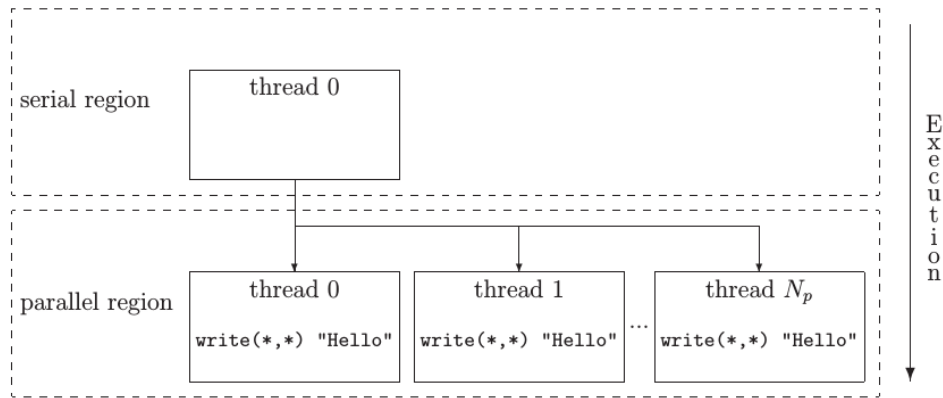 thread 0
serial region
Execution
thread 0
thread 1
thread $N_p$
parallel region
write(*,*) "Hello"
write(*,*) "Hello"
...
write(*,*) "Hello"